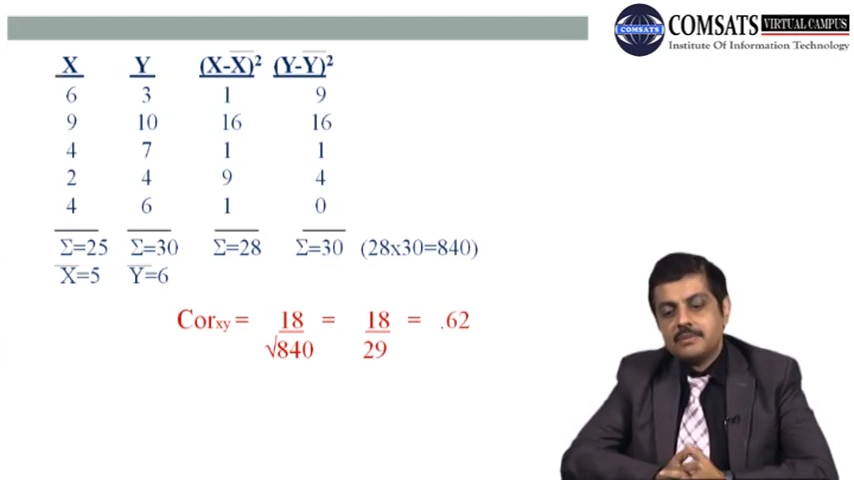 COMSATS VIRTUAL CAMPUS
Institute Of Information Technology
COMSATS
X Y (X-X̅)² (Y-Y̅)²
6 3 1 9
9 10 16 16
4 7 1 1
2 4 9 4
4 6 1 0
Σ=25 Σ=30 Σ=28 Σ=30 (28x30=840)
X̅=5 Y̅=6
Corxy = 18 = 18 = .62
√840 29